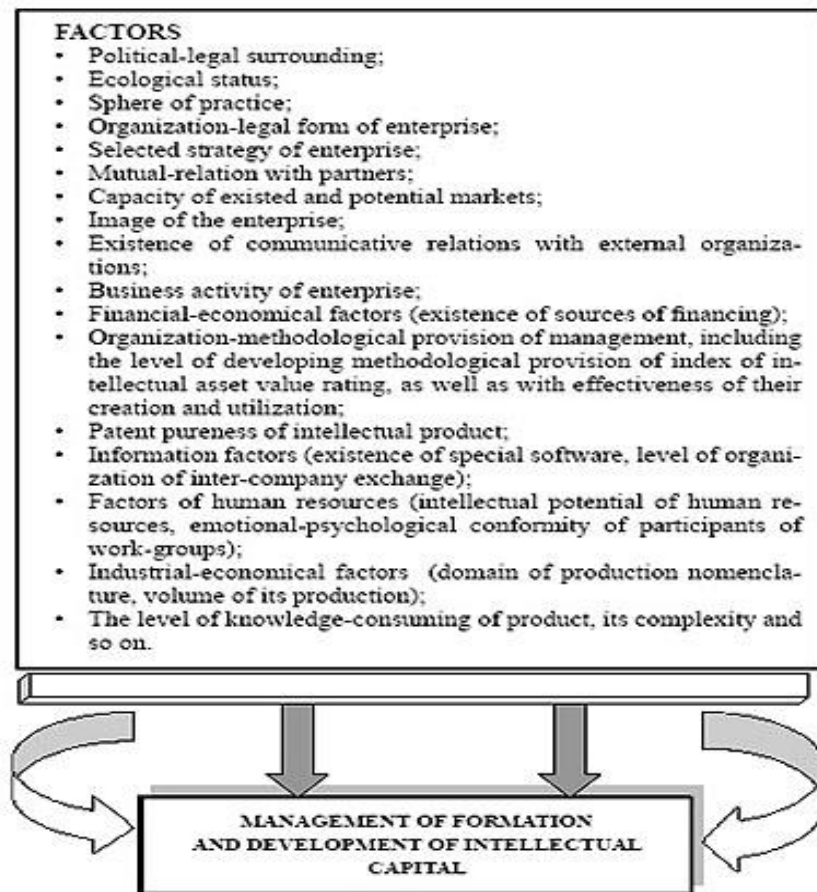 FACTORS
• Political-legal surrounding;
• Ecological status;
• Sphere of practice;
• Organization-legal form of enterprise;
• Selected strategy of enterprise;
• Mutual-relation with partners;
• Capacity of existed and potential markets;
• Image of the enterprise;
• Existence of communicative relations with external organiza-
tions;
• Business activity of enterprise;
• Financial-economical factors (existence of sources of financing);
• Organization-methodological provision of management, including
the level of developing methodological provision of index of in-
tellectual asset value rating, as well as with effectiveness of their
creation and utilization;
• Patent pureness of intellectual product;
• Information factors (existence of special software, level of organi-
zation of inter-company exchange);
• Factors of human resources (intellectual potential of human re-
sources, emotional-psychological conformity of participants of
work-groups);
• Industrial-economical factors (domain of production nomencla-
ture, volume of its production);
• The level of knowledge-consuming of product, its complexity and
so on.
MANAGEMENT OF FORMATION
AND DEVELOPMENT OF INTELLECTUAL
CAPITAL